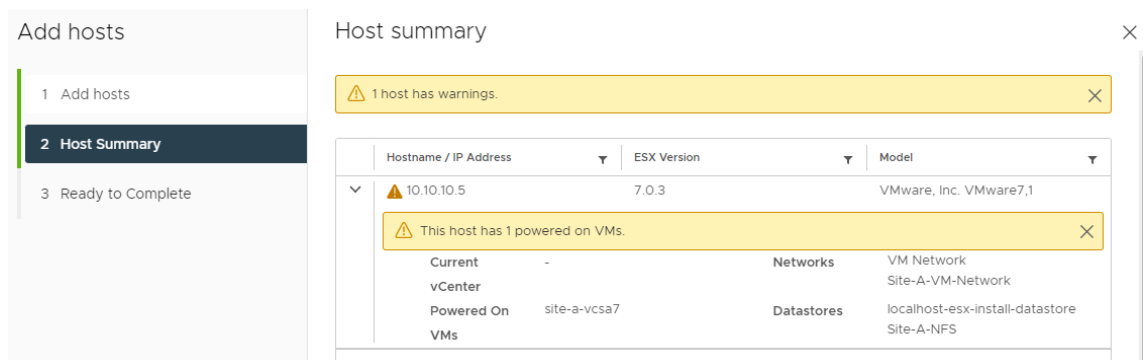 Add hosts
1 Add hosts
2 Host Summary
3 Ready to Complete
Host summary
1 host has warnings.
Hostname / IP Address ESX Version Model
10.10.10.5 7.0.3 VMware, Inc. VMware7,1
This host has 1 powered on VMs.
Current vCenter - Networks VM Network
Site-A-VM-Network
Powered On VMs site-a-vcsa7 Datastores localhost-esx-install-datastore
Site-A-NFS